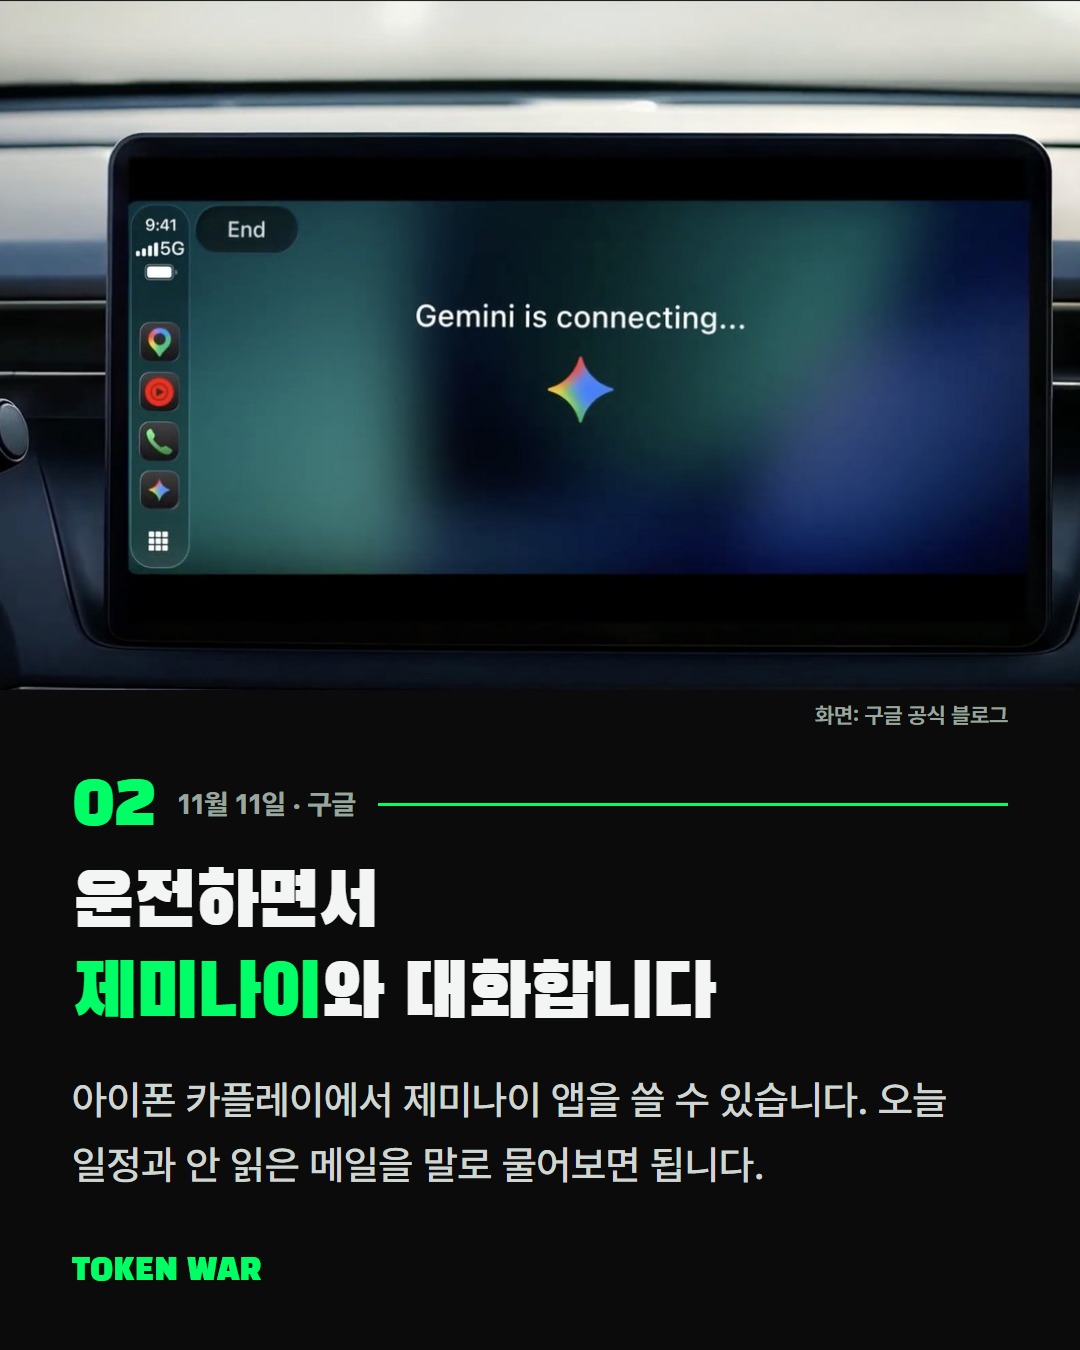 9:41
5G
End
Gemini is connecting...
화면: 구글 공식 블로그
02 11월 11일 · 구글
운전하면서
제미나이와 대화합니다
아이폰 카플레이에서 제미나이 앱을 쓸 수 있습니다. 오늘
일정과 안 읽은 메일을 말로 물어보면 됩니다.
TOKEN WAR